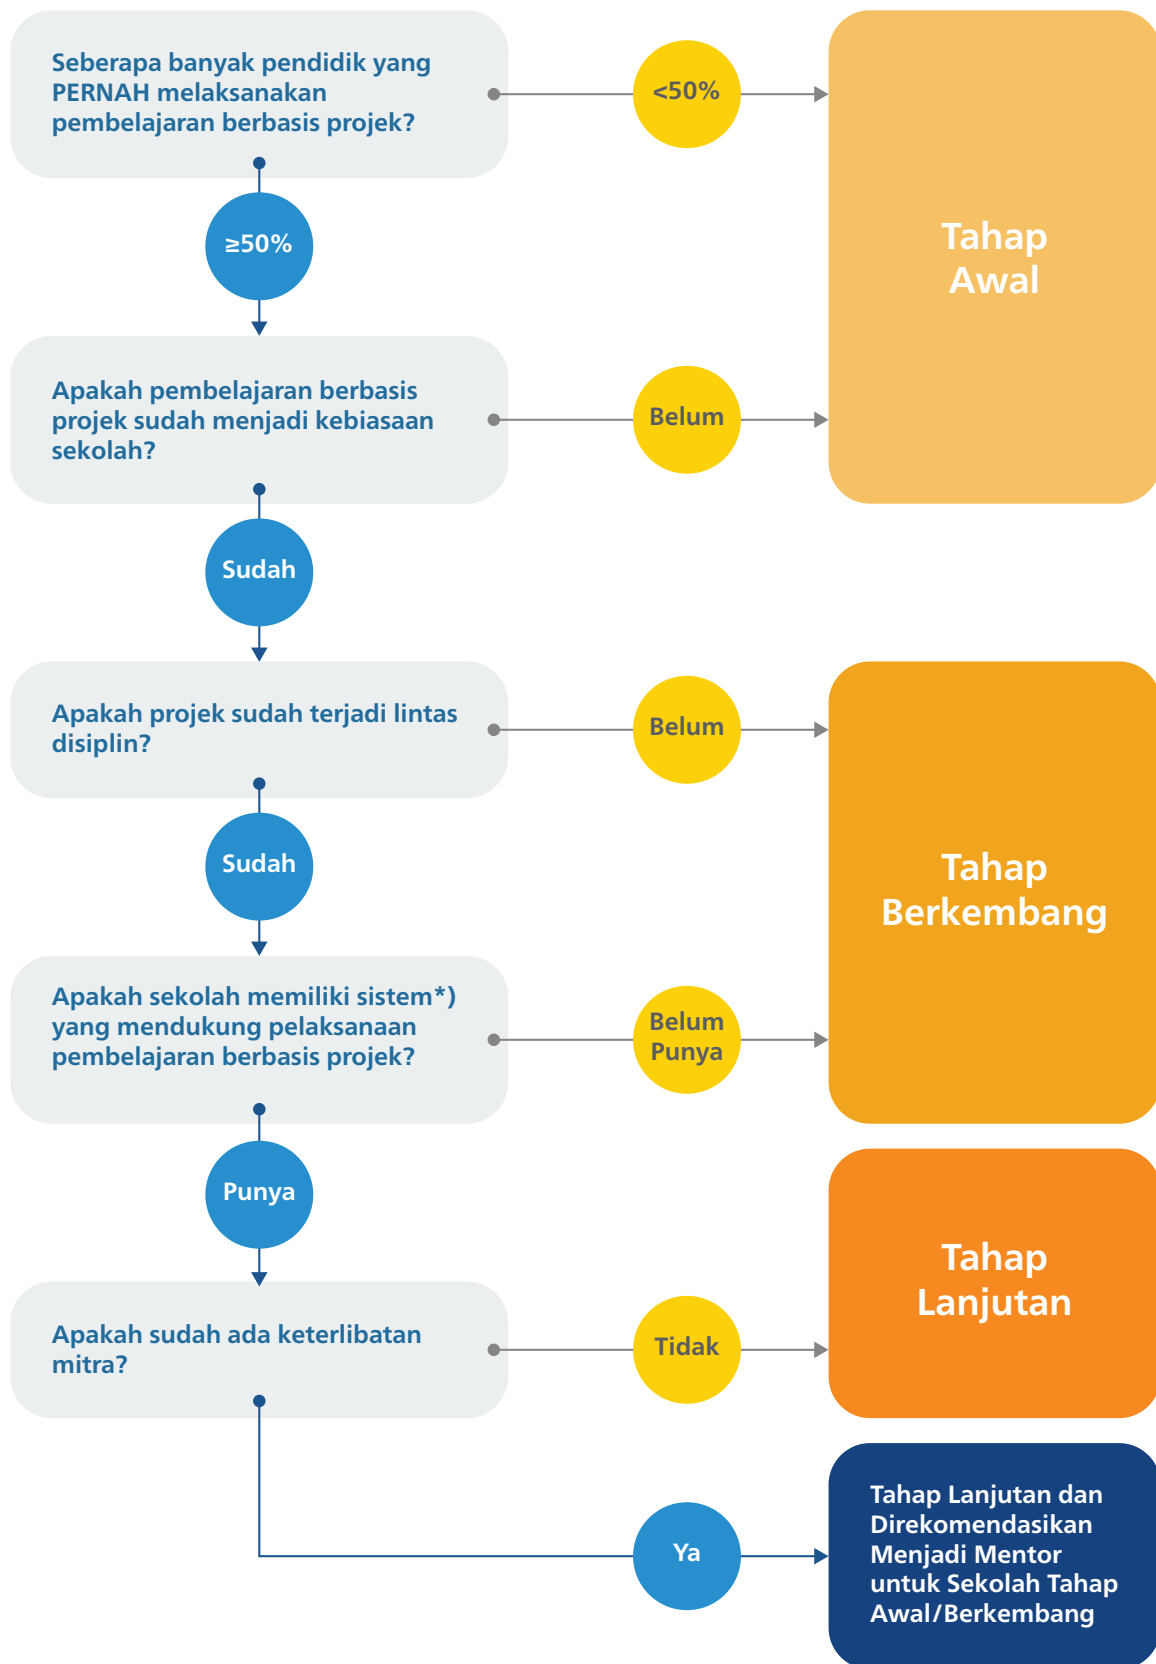 Seberapa banyak pendidik yang
PERNAH melaksanakan
pembelajaran berbasis projek?
<50%
≥50%
Tahap
Awal
Apakah pembelajaran berbasis
projek sudah menjadi kebiasaan
sekolah?
Belum
Sudah
Apakah projek sudah terjadi lintas
disiplin?
Belum
Sudah
Tahap
Berkembang
Apakah sekolah memiliki sistem*)
yang mendukung pelaksanaan
pembelajaran berbasis projek?
Belum
Punya
Punya
Tahap
Lanjutan
Apakah sudah ada keterlibatan
mitra?
Tidak
Ya
Tahap Lanjutan dan
Direkomendasikan
Menjadi Mentor
untuk Sekolah Tahap
Awal/Berkembang